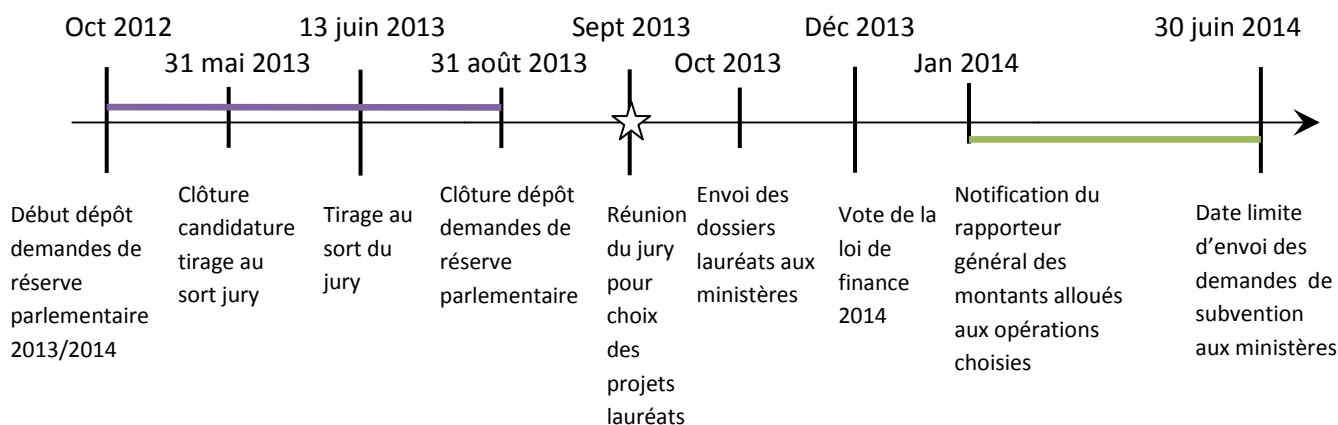 Oct 2012
13 juin 2013
Sept 2013
Déc 2013
30 juin 2014
31 mai 2013
31 août 2013
Oct 2013
Jan 2014
Début dépôt
demandes de
réserve
parlementaire
2013/2014
Clôture
candidature
tirage au
sort jury
Tirage au
sort du
jury
Clôture dépôt
demandes de
réserve
parlementaire
Réunion
du jury
pour
choix
des
projets
lauréats
Envoi des
dossiers
lauréats aux
ministères
Vote de la
loi de
finance
2014
Notification du
rapporteur
général des
montants alloués
aux opérations
choisies
Date limite
d’envoi des
demandes de
subvention
aux ministères